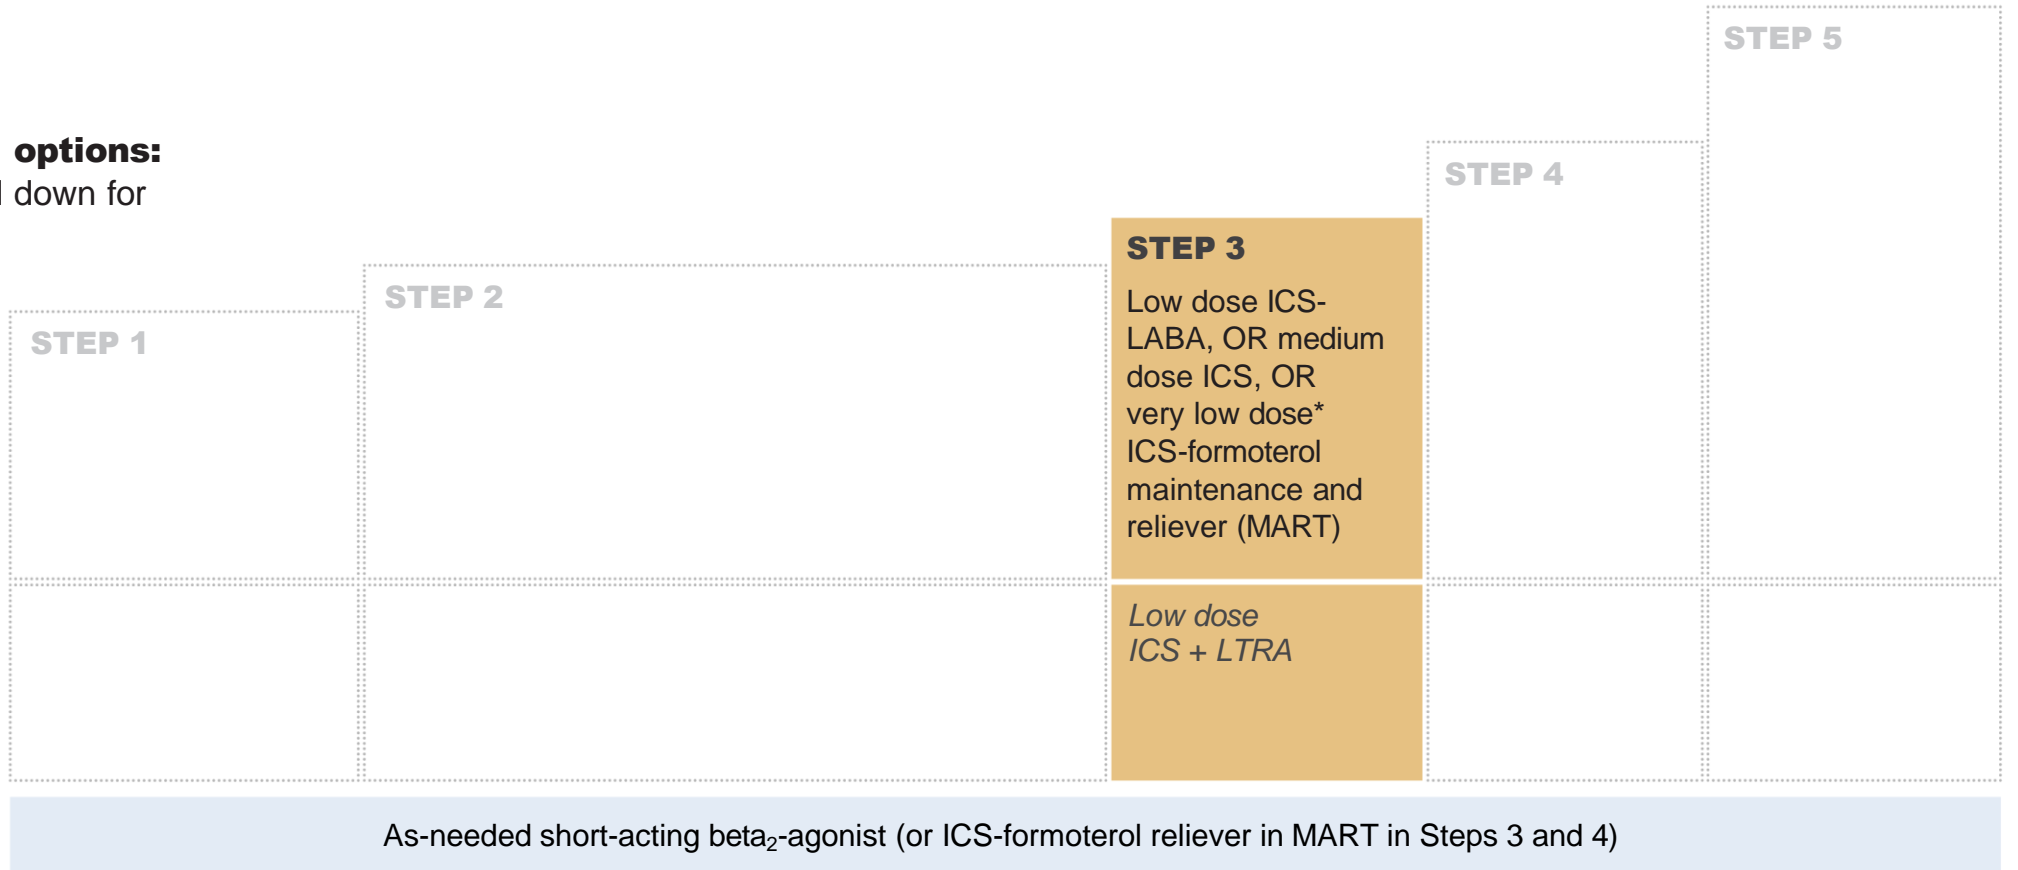 options:
down for
STEP 1
STEP 2
STEP 3
Low dose ICS-
LABA, OR medium
dose ICS, OR
very low dose*
ICS-formoterol
maintenance and
reliever (MART)
Low dose
ICS + LTRA
STEP 4
STEP 5
As-needed short-acting beta₂-agonist (or ICS-formoterol reliever in MART in Steps 3 and 4)